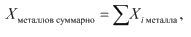 X металлов суммарно = ∑X i металла ,